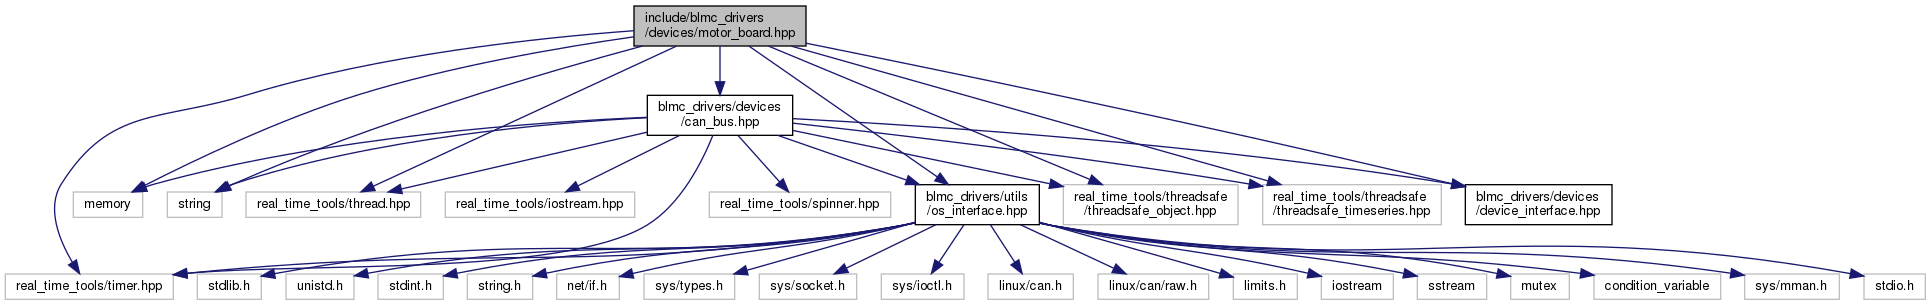 include/blmc_drivers
/devices/motor_board.hpp
blmc_drivers/devices
/can_bus.hpp
memory
string
real_time_tools/thread.hpp
real_time_tools/iostream.hpp
real_time_tools/spinner.hpp
blmc_drivers/utils
/os_interface.hpp
real_time_tools/threadsafe
/threadsafe_object.hpp
real_time_tools/threadsafe
/threadsafe_timeseries.hpp
blmc_drivers/devices
/device_interface.hpp
real_time_tools/timer.hpp
stdlib.h
unistd.h
stdint.h
string.h
net/if.h
sys/types.h
sys/socket.h
sys/ioctl.h
linux/can.h
linux/can/raw.h
limits.h
iostream
sstream
mutex
condition_variable
sys/mman.h
stdio.h